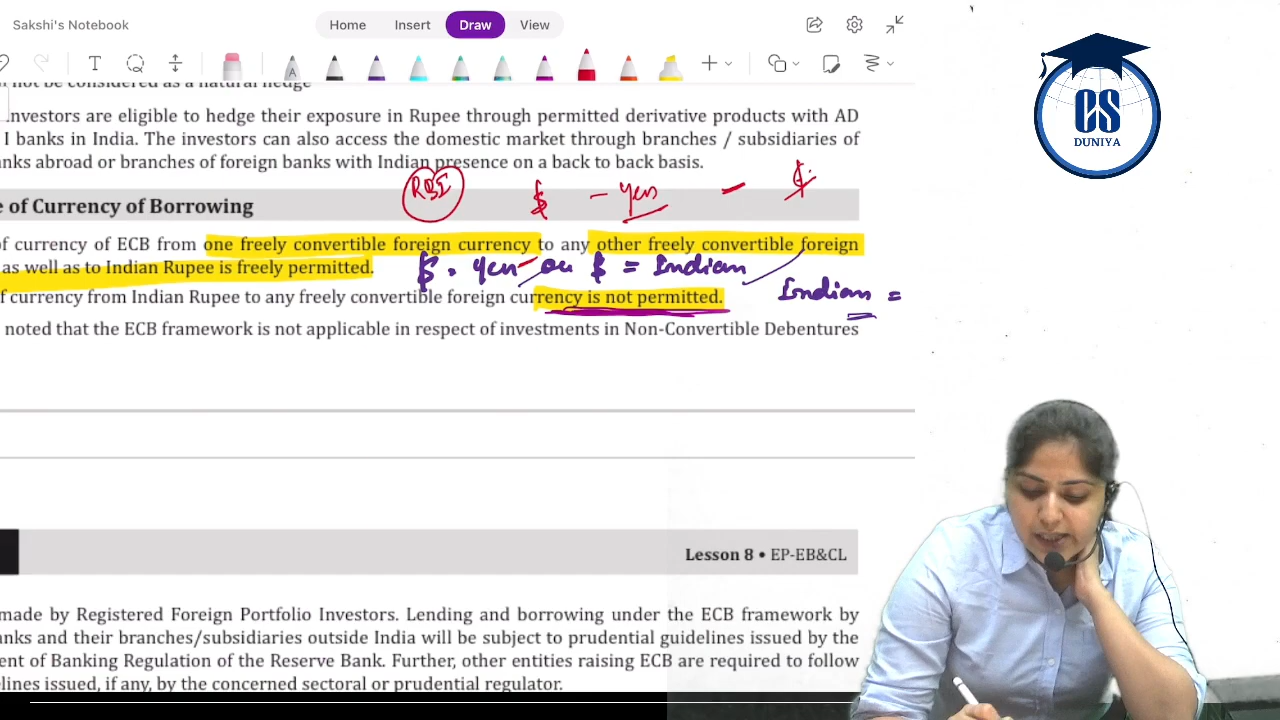 Sakshi's Notebook
Home Insert Draw View
not be considered as a natural hedge
investors are eligible to hedge their exposure in Rupee through permitted derivative products with AD
I banks in India. The investors can also access the domestic market through branches / subsidiaries of
anks abroad or branches of foreign banks with Indian presence on a back to back basis.
RBI $ - yen - $
e of Currency of Borrowing
of currency of ECB from one freely convertible foreign currency to any other freely convertible foreign
as well as to Indian Rupee is freely permitted. $ . yen - or $ = Indian
f currency from Indian Rupee to any freely convertible foreign currency is not permitted. Indian =
noted that the ECB framework is not applicable in respect of investments in Non-Convertible Debentures
Lesson 8 • EP-EB&CL
made by Registered Foreign Portfolio Investors. Lending and borrowing under the ECB framework by
anks and their branches/subsidiaries outside India will be subject to prudential guidelines issued by the
ent of Banking Regulation of the Reserve Bank. Further, other entities raising ECB are required to follow
elines issued, if any, by the concerned sectoral or prudential regulator.
CS
DUNIYA